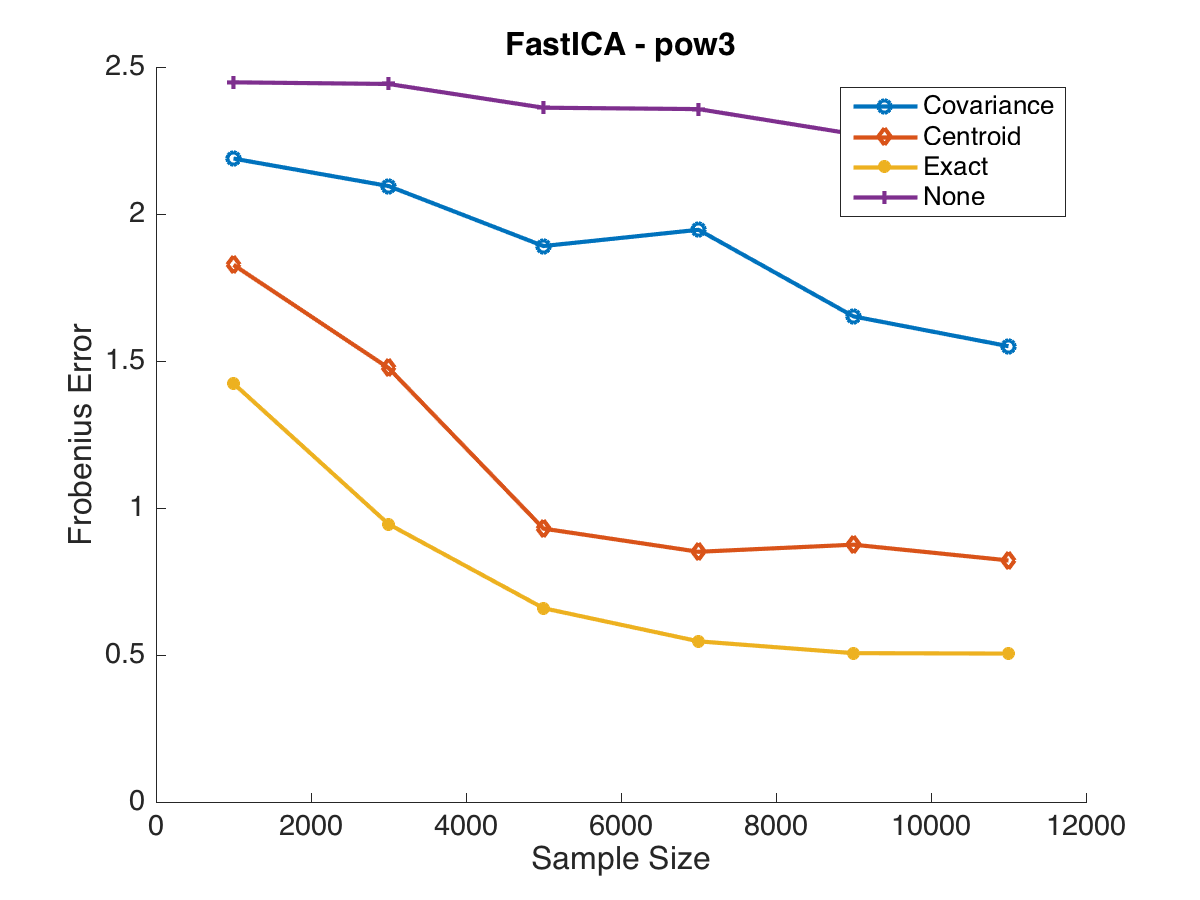 FastICA - pow3
2.5
2
1.5
1
0.5
0
Frobenius Error
Covariance
Centroid
Exact
None
0 2000 4000 6000 8000 10000 12000
Sample Size